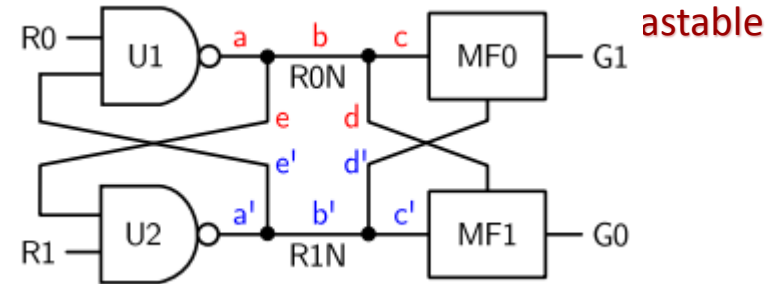 astable
R0
U1
a
b
c
MF0
G1
R0N
e
d
e'
d'
R1
U2
a'
b'
c'
MF1
G0
R1N